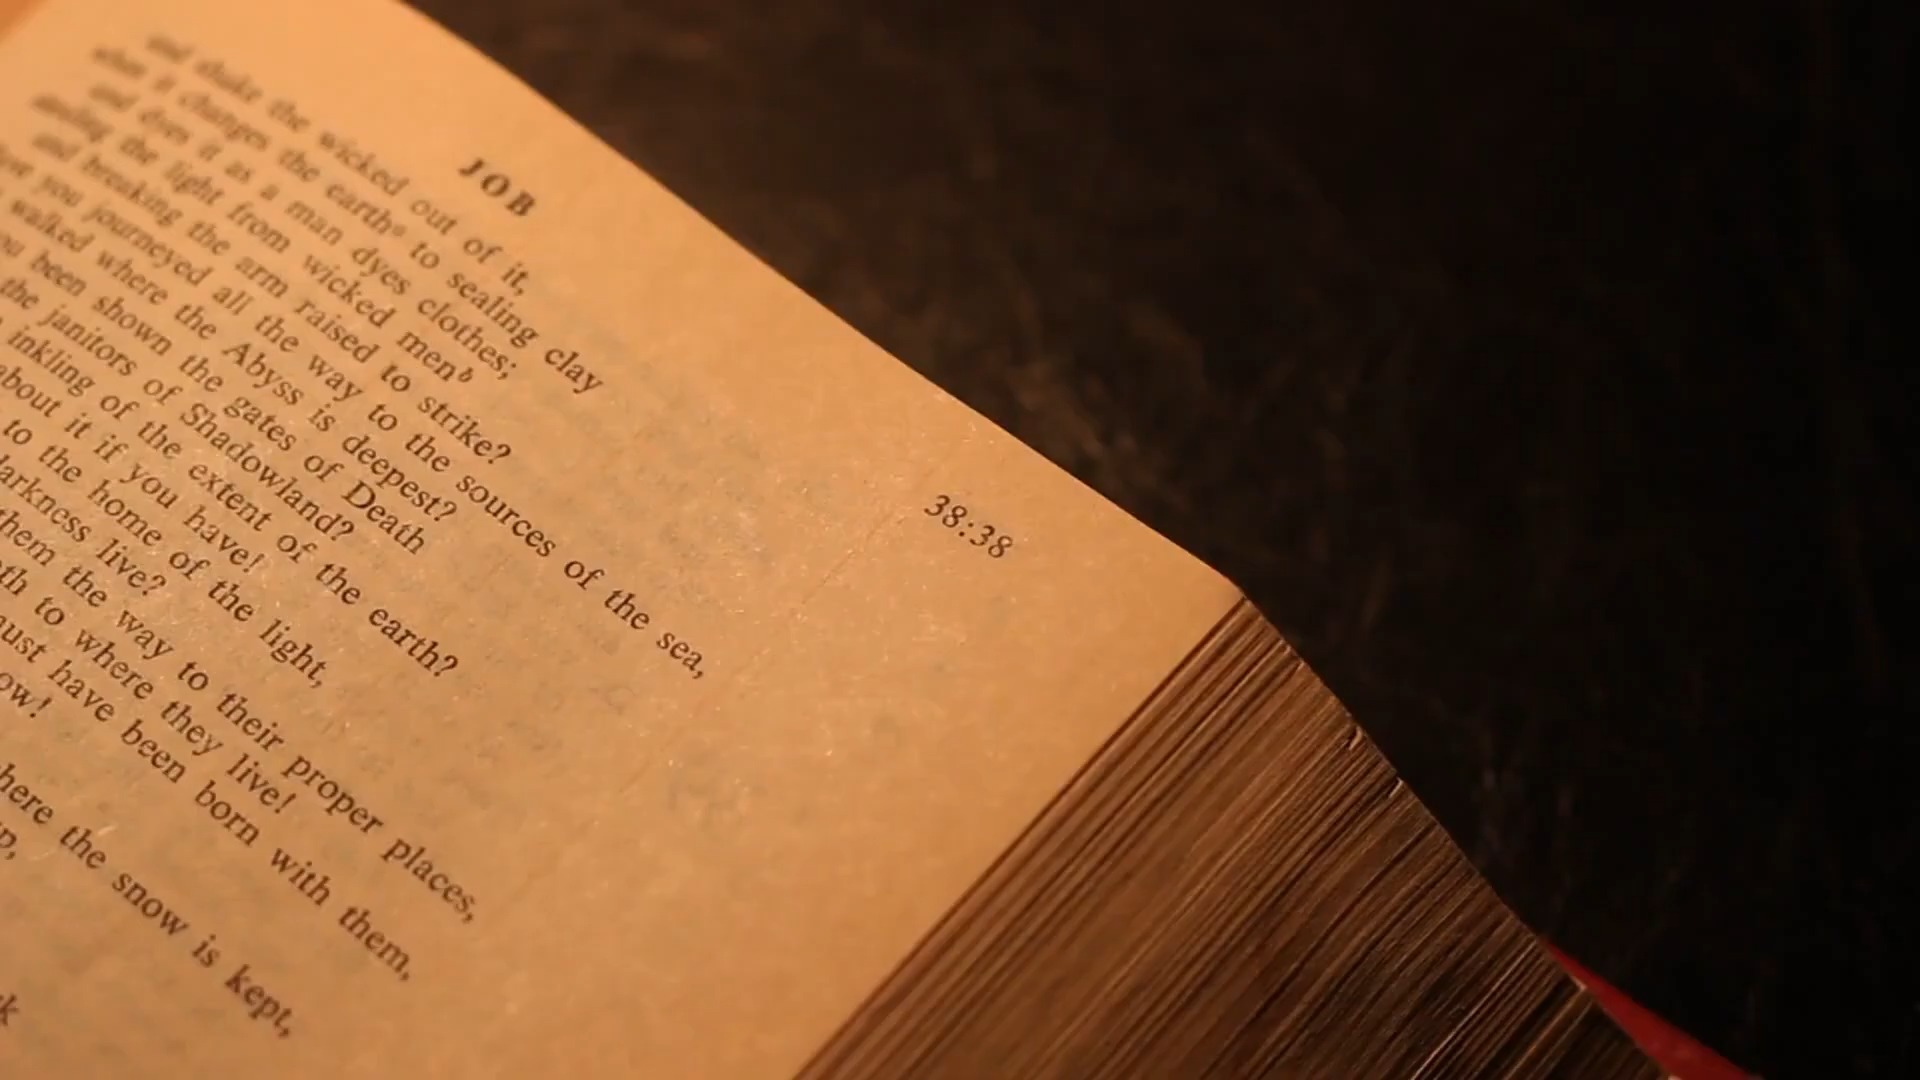 JOB
38:38
and shake the wicked out of it,
when it changes the earthᵃ to sealing clay
and dyes it as a man dyes clothes;
stealing the light from wicked menᵇ
and breaking the arm raised to strike?
Have you journeyed all the way to the sources of the sea,
walked where the Abyss is deepest?
been shown the gates of Death
the janitors of Shadowland?
inkling of the extent of the earth?
about it if you have!
to the home of the light,
darkness live?
them the way to their proper places,
to where they live!
must have been born with them,
where the snow is kept,